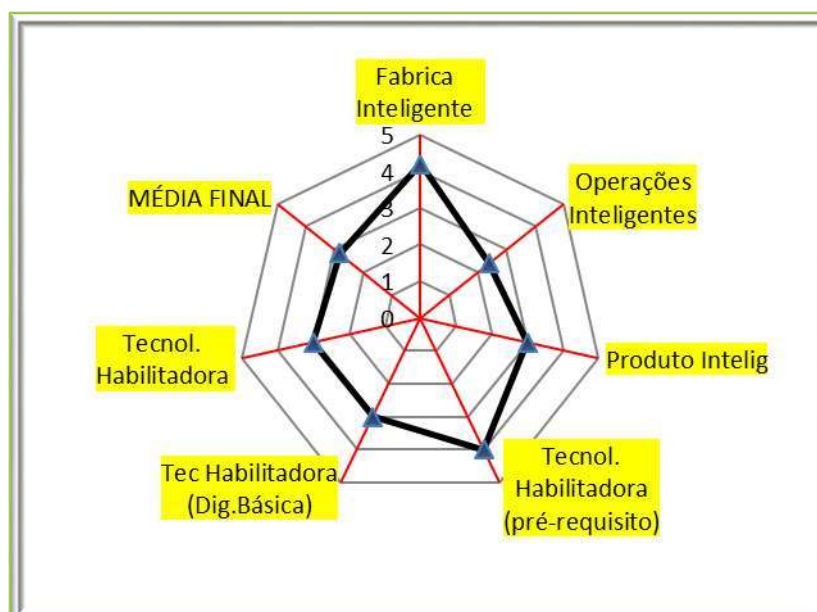 Fabrica
Inteligente
Operações
Inteligentes
Produto Intelig
Tecnol.
Habilitadora
(pré-requisito)
Tec Habilitadora
(Dig.Básica)
Tecnol.
Habilitadora
MÉDIA FINAL
5
4
3
2
1
0